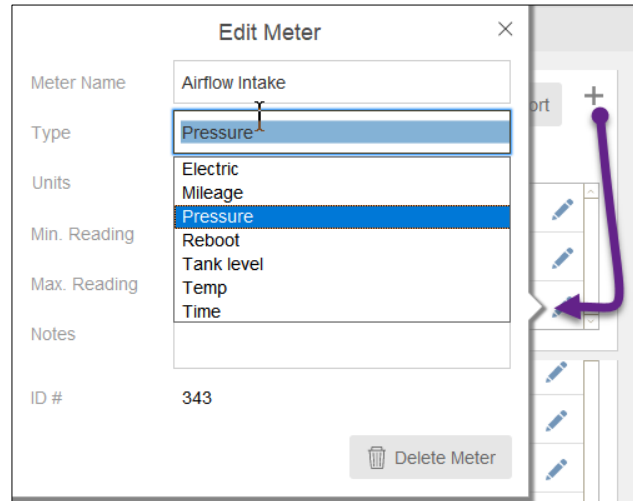 Edit Meter
Meter Name Airflow Intake
Type Pressure
Electric
Units
Mileage
Pressure
Min. Reading
Reboot
Tank level
Max. Reading
Temp
Time
Notes
ID # 343
Delete Meter
ort